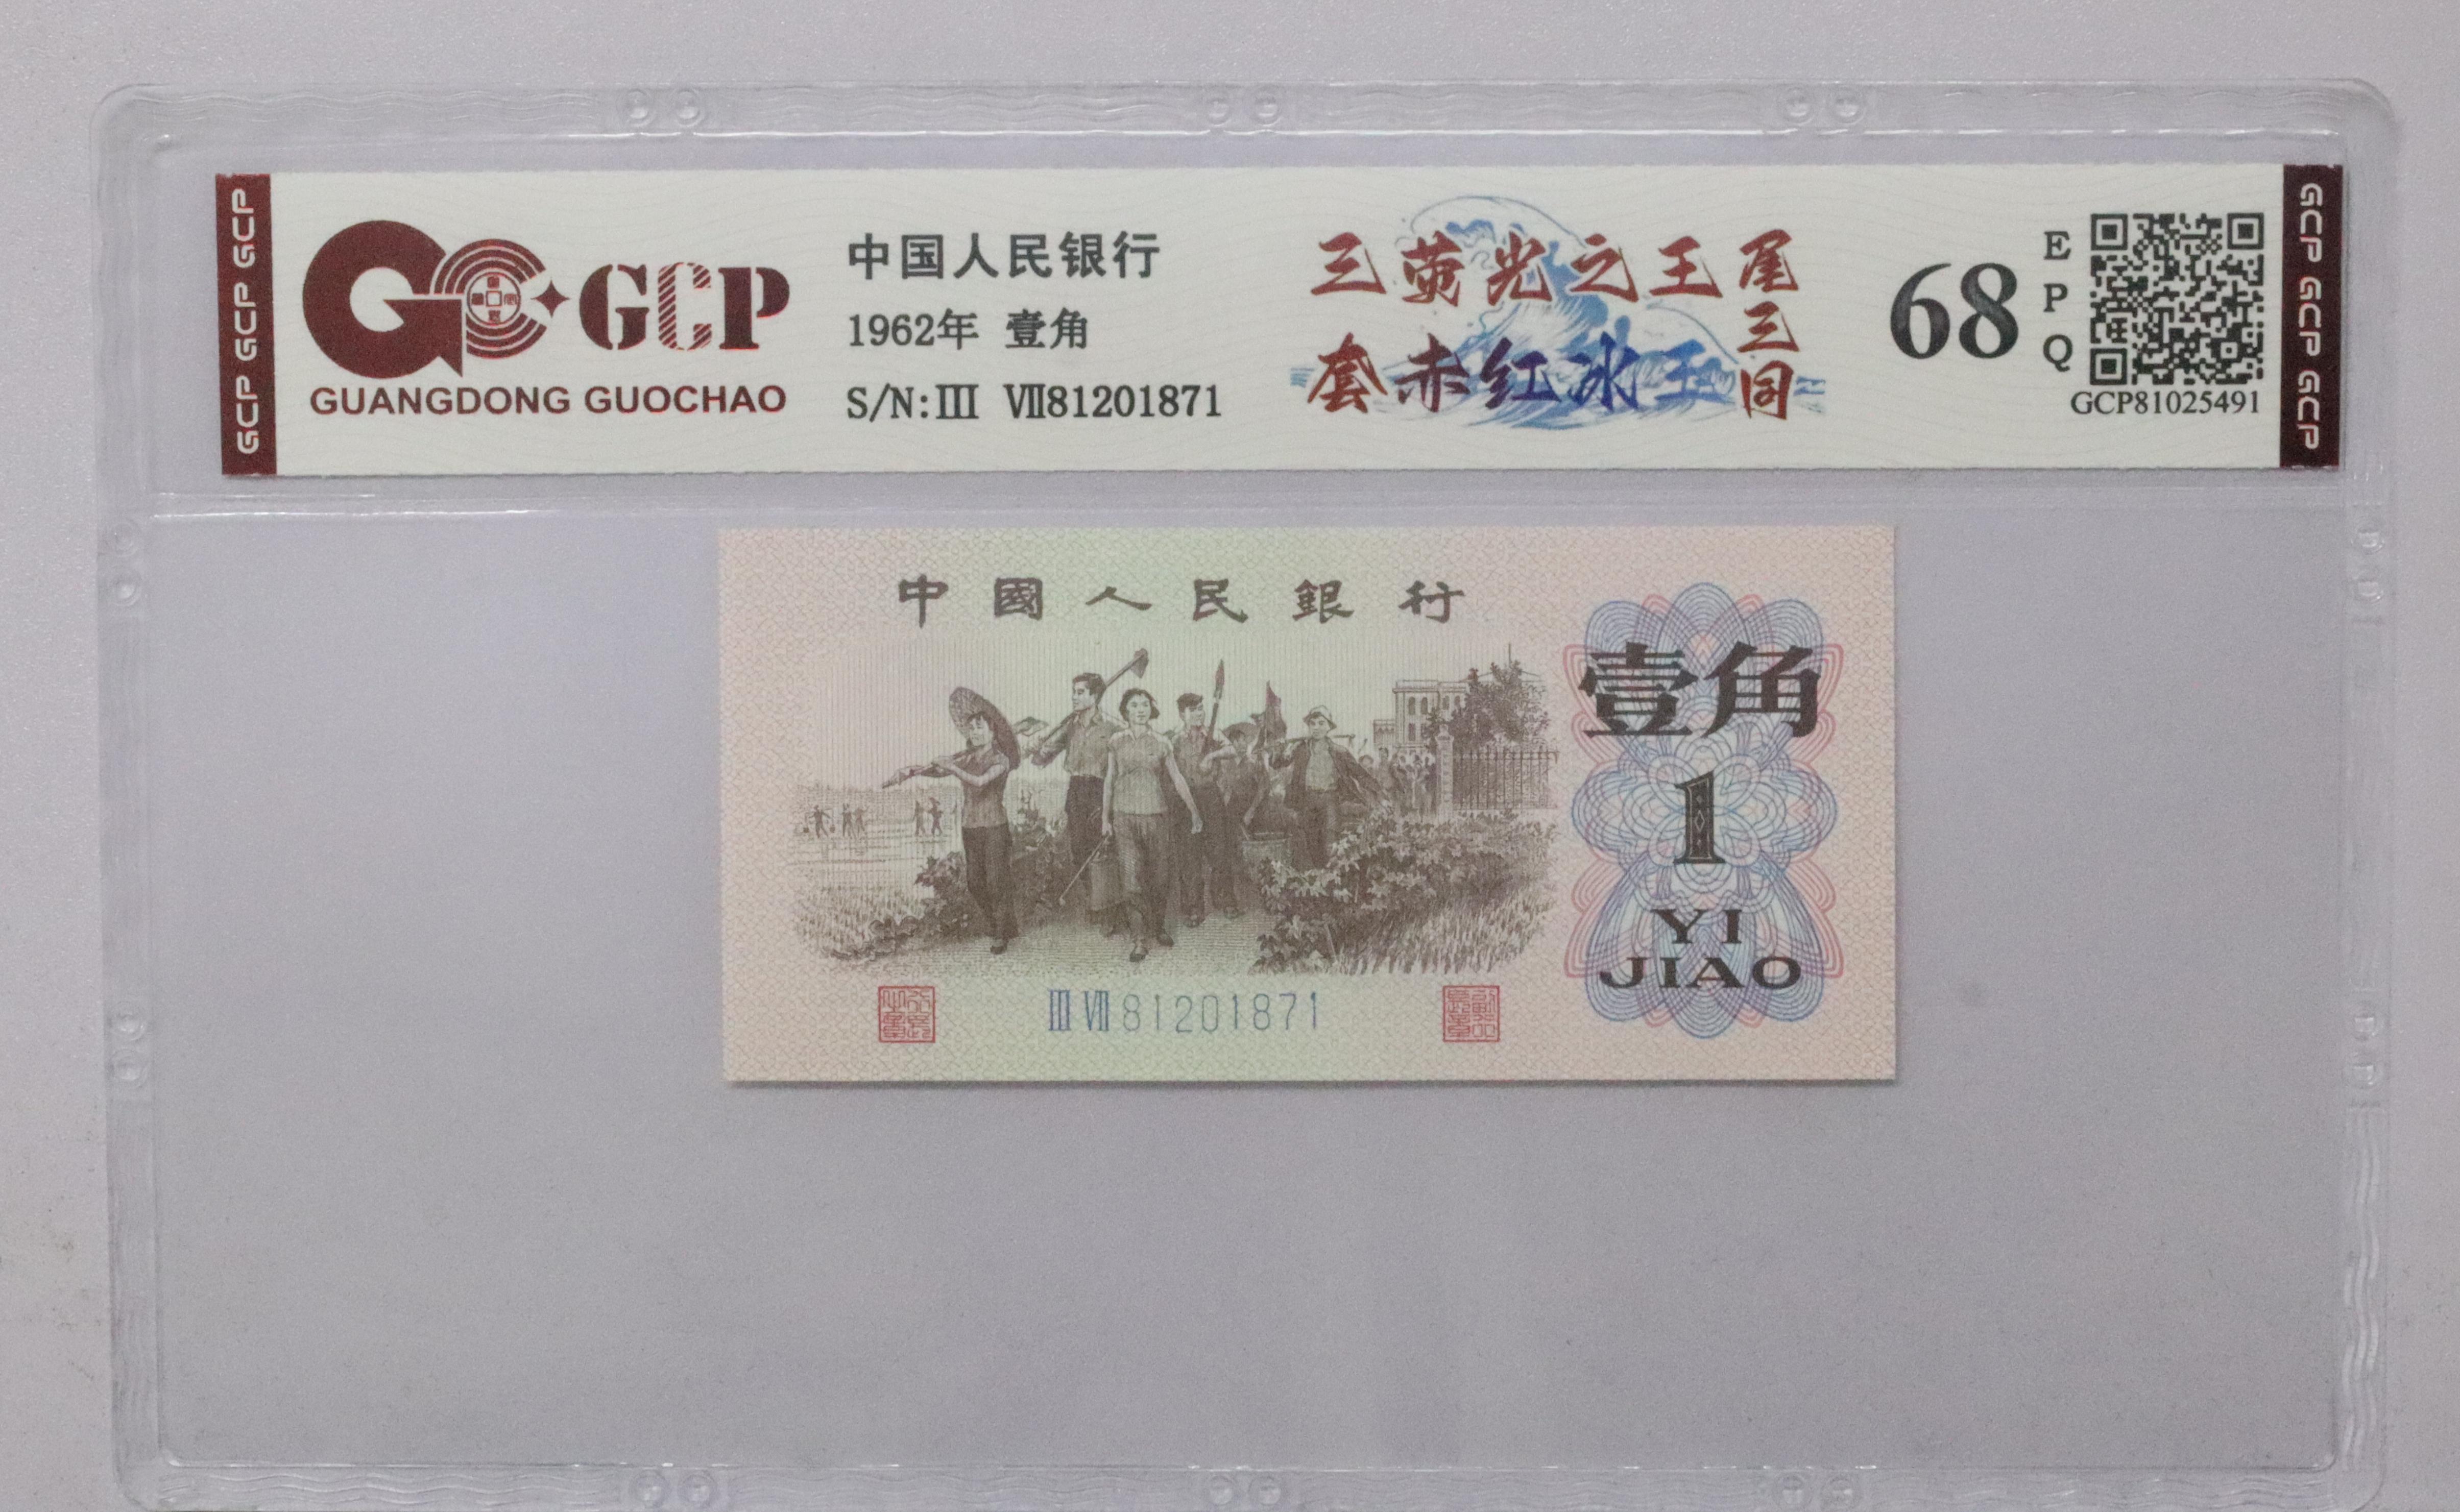 GCP GCP GCP
GCP
GUANGDONG GUOCHAO
中国人民银行
1962年 壹角
S/N:III VII81201871
三荧光之王
套赤红冰王
尾三同
68
EPQ
GCP81025491
GCP GCP GCP
中國人民銀行
壹角
1
YI
JIAO
III VII 81201871